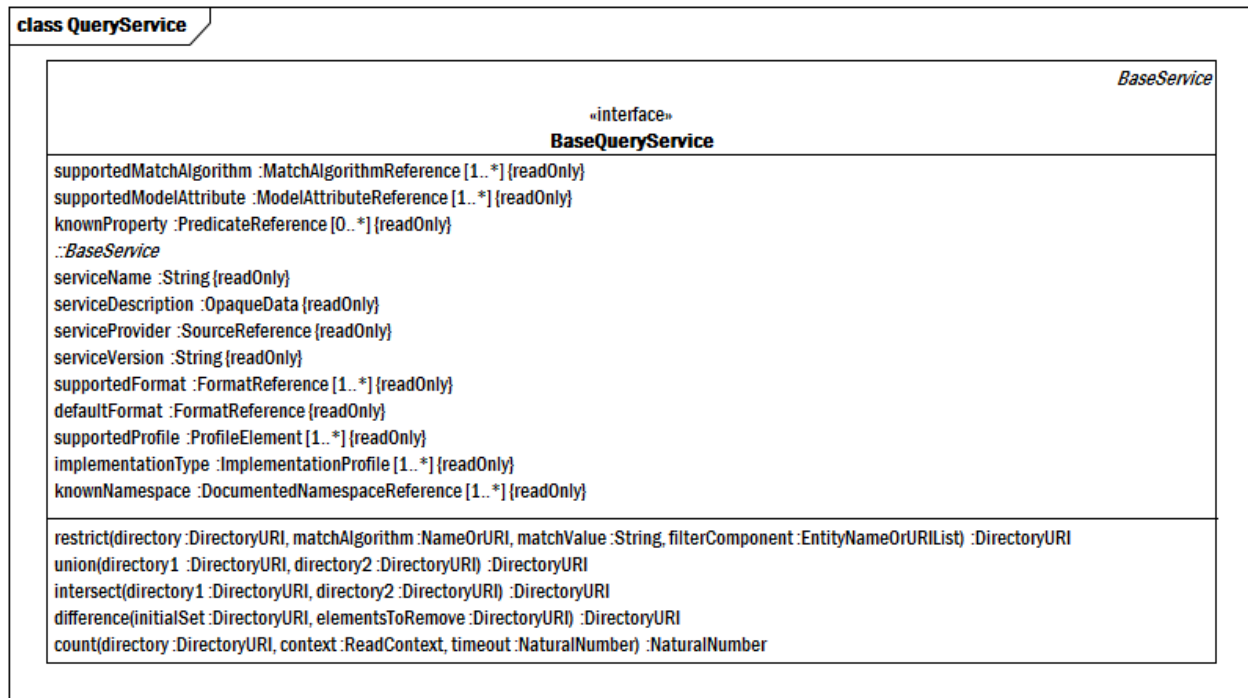 class QueryService
BaseService
«interface»
BaseQueryService
supportedMatchAlgorithm :MatchAlgorithmReference [1..*] {readOnly}
supportedModelAttribute :ModelAttributeReference [1..*] {readOnly}
knownProperty :PredicateReference [0..*] {readOnly}
::BaseService
serviceName :String {readOnly}
serviceDescription :OpaqueData {readOnly}
serviceProvider :SourceReference {readOnly}
serviceVersion :String {readOnly}
supportedFormat :FormatReference [1..*] {readOnly}
defaultFormat :FormatReference {readOnly}
supportedProfile :ProfileElement [1..*] {readOnly}
implementationType :ImplementationProfile [1..*] {readOnly}
knownNamespace :DocumentedNamespaceReference [1..*] {readOnly}
restrict(directory :DirectoryURI, matchAlgorithm :NameOrURI, matchValue :String, filterComponent :EntityNameOrURIList) :DirectoryURI
union(directory1 :DirectoryURI, directory2 :DirectoryURI) :DirectoryURI
intersect(directory1 :DirectoryURI, directory2 :DirectoryURI) :DirectoryURI
difference(initialSet :DirectoryURI, elementsToRemove :DirectoryURI) :DirectoryURI
count(directory :DirectoryURI, context :ReadContext, timeout :NaturalNumber) :NaturalNumber